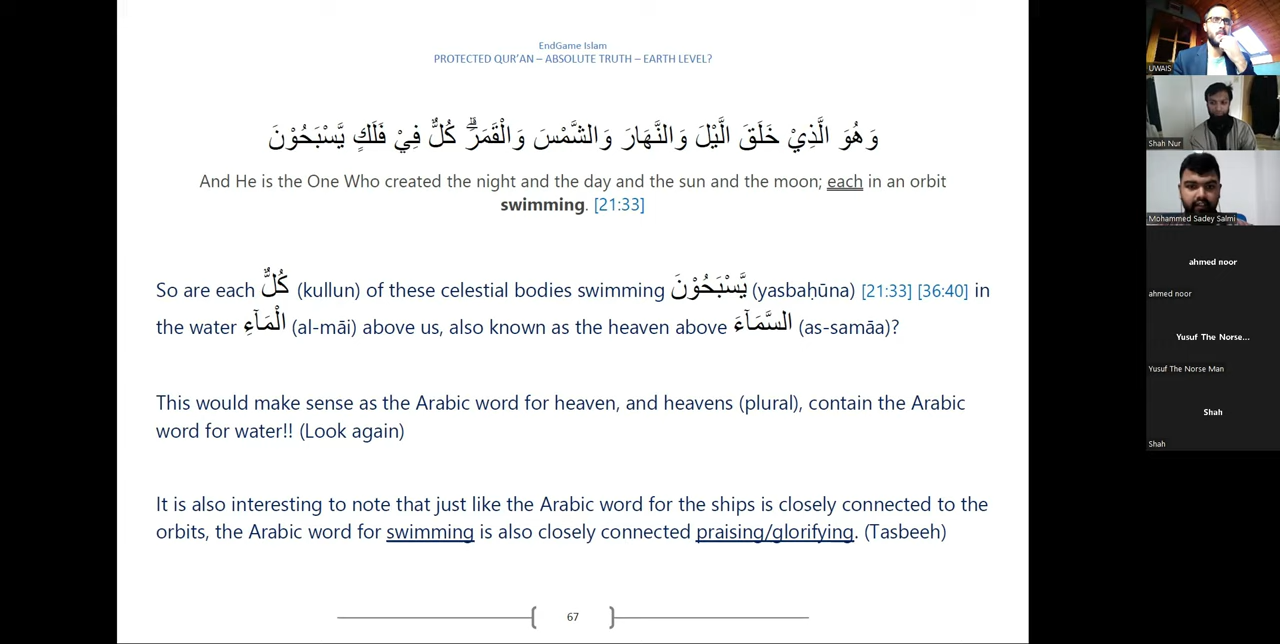 EndGame Islam
PROTECTED QUR'AN – ABSOLUTE TRUTH – EARTH LEVEL?
وَ هُوَ الَّذِيْ خَلَقَ الَّيْلَ وَالنَّهَارَ وَالشَّمْسَ وَالْقَمَرَ ؕۗ كُلٌّ فِيْ فَلَكٍ يَّسْبَحُوْنَ
And He is the One Who created the night and the day and the sun and the moon; each in an orbit
swimming. [21:33]
So are each كُلٌّ (kullun) of these celestial bodies swimming يَّسْبَحُوْنَ (yasbaḥūna) [21:33] [36:40] in
the water الْمَآءِ (al-māi) above us, also known as the heaven above السَّمَآءَ (as-samāa)?
This would make sense as the Arabic word for heaven, and heavens (plural), contain the Arabic
word for water!! (Look again)
It is also interesting to note that just like the Arabic word for the ships is closely connected to the
orbits, the Arabic word for swimming is also closely connected praising/glorifying. (Tasbeeh)
67
UWAIS
Shah Nur
Mohammed Sadey Salmi
ahmed noor
ahmed noor
Yusuf The Norse...
Yusuf The Norse Man
Shah
Shah